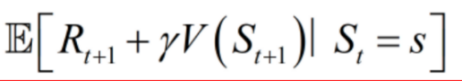 𝔼[R_{t+1} + γV(S_{t+1})| S_t = s]